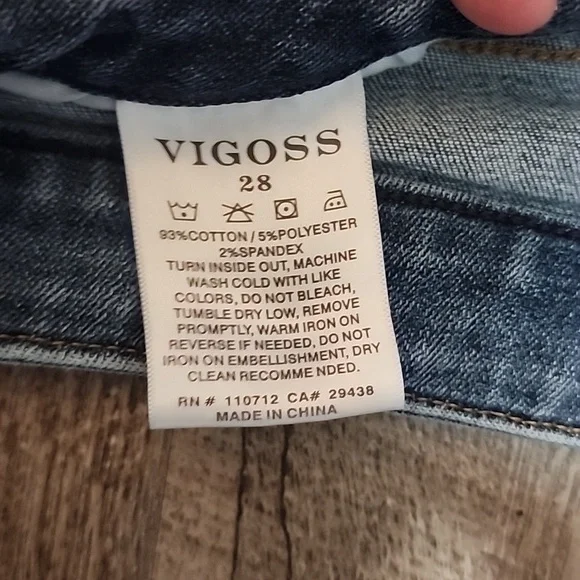 VIGOSS
28
93%COTTON/5%POLYESTER
2%SPANDEX
TURN INSIDE OUT, MACHINE
WASH COLD WITH LIKE
COLORS, DO NOT BLEACH,
TUMBLE DRY LOW, REMOVE
PROMPTLY, WARM IRON ON
REVERSE IF NEEDED, DO NOT
IRON ON EMBELLISHMENT, DRY
CLEAN RECOMME NDED.
RN # 110712 CA# 29438
MADE IN CHINA